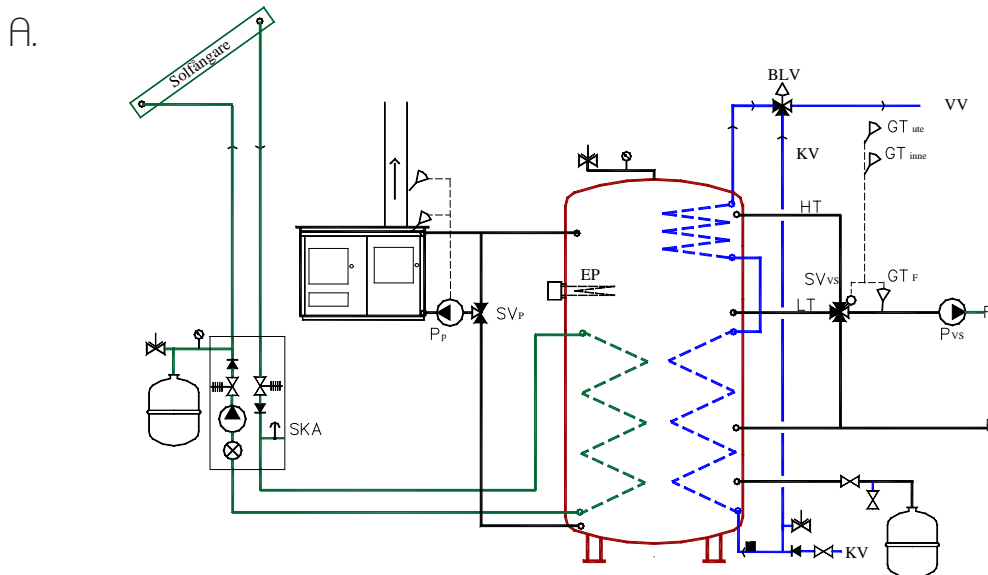 A.
Solfångare
BLV
VV
GT ute
KV
GT inne
HT
EP
SVvs
GT F
SVP
LT
Pp
Pvs
SKA
KV